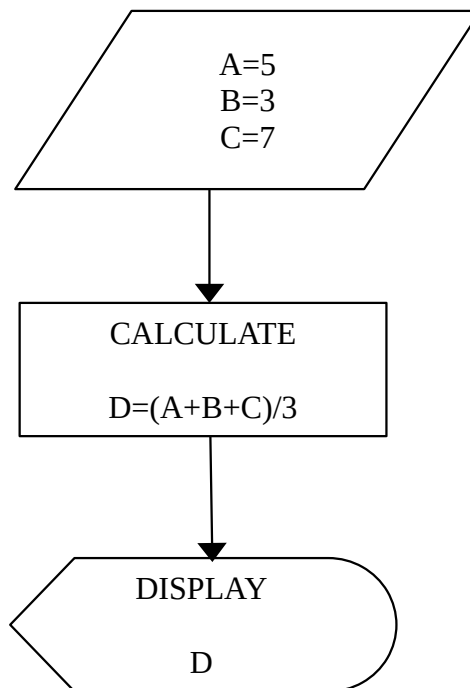 A=5
B=3
C=7
CALCULATE
D=(A+B+C)/3
DISPLAY
D